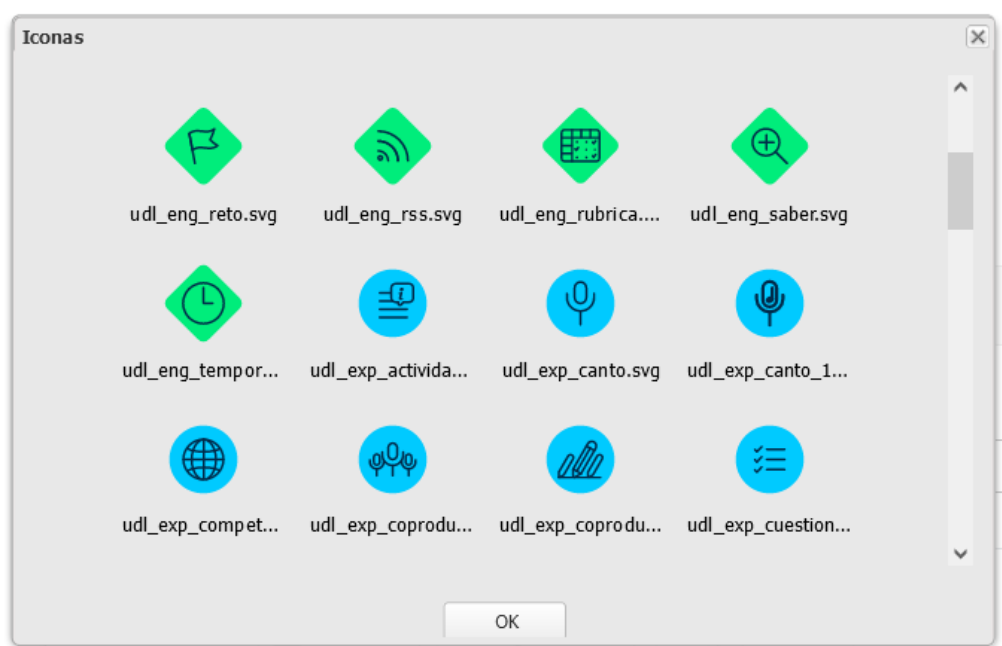 Iconas
udl_eng_reto.svg udl_eng_rss.svg udl_eng_rubrica.... udl_eng_saber.svg
udl_eng_tempor... udl_exp_activida... udl_exp_canto.svg udl_exp_canto_1...
udl_exp_compet... udl_exp_coprodu... udl_exp_coprodu... udl_exp_cuestion...
OK